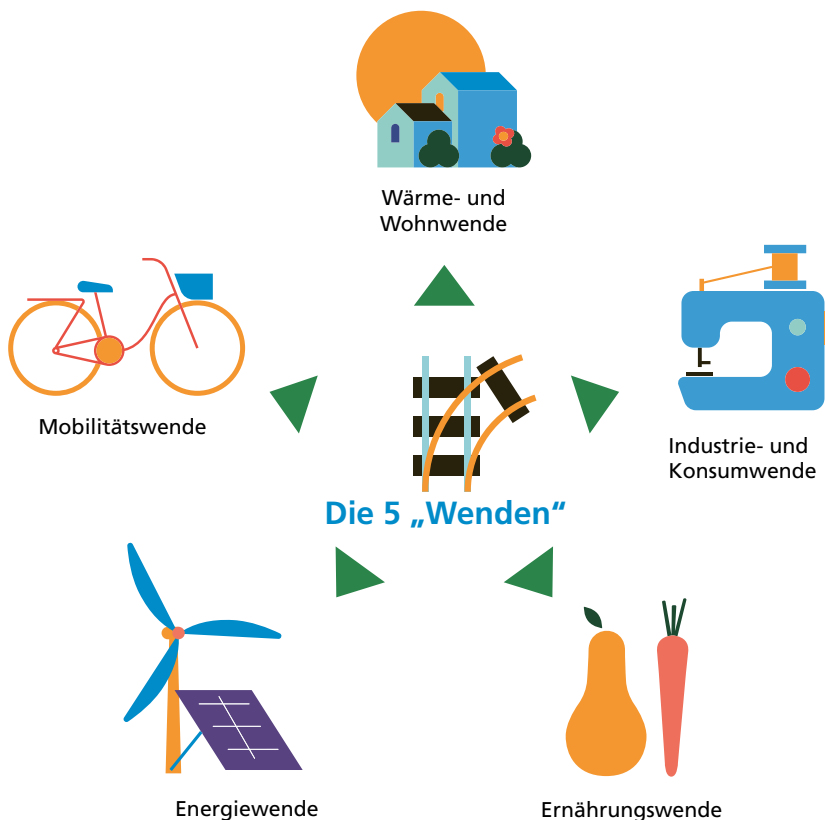 Wärme- und
Wohnwende
Mobilitätswende
Industrie- und
Konsumwende
Die 5 „Wenden“
Energiewende
Ernährungswende